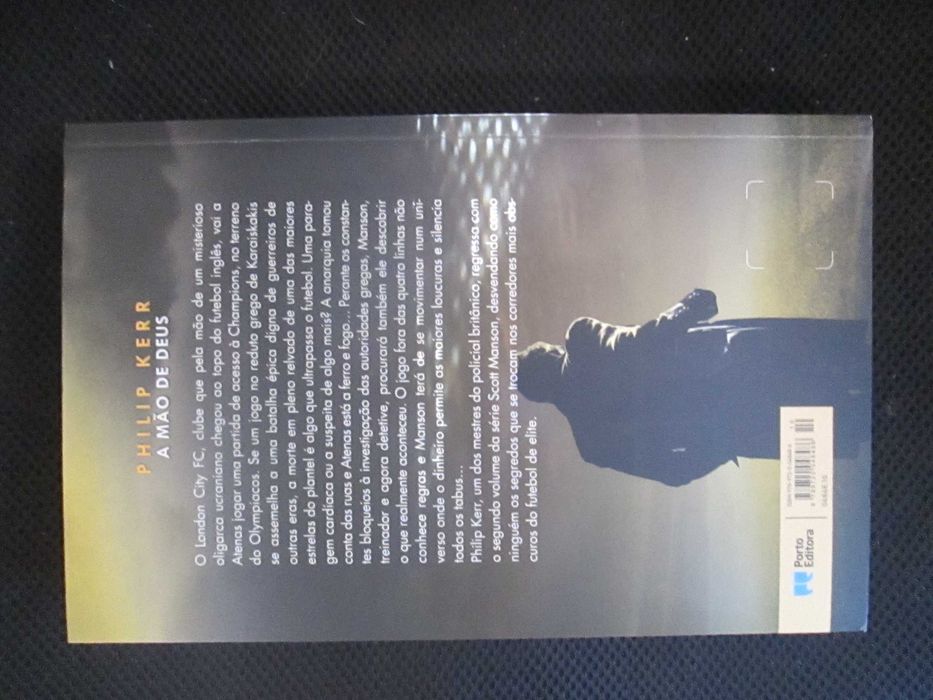 PHILIP KERR
A MÃO DE DEUS
O London City FC, clube que pela mão de um misterioso
oligarca ucraniano chegou ao topo do futebol inglês, vai a
Atenas jogar uma partida de acesso à Champions, no terreno
do Olympiacos. Se um jogo no reduto grego de Karaiskakis
se assemelha a uma batalha épica digna de guerreiros de
outras eras, a morte em pleno relvado de uma das maiores
estrelas do plantel é algo que ultrapassa o futebol. Uma para-
gem cardíaca ou a suspeita de algo mais? A anarquia tomou
conta das ruas e Atenas está a ferro e fogo... Perante os constan-
tes bloqueios à investigação das autoridades gregas, Manson,
treinador e agora detetive, procurará também ele descobrir
o que realmente aconteceu. O jogo fora das quatro linhas não
conhece regras e Manson terá de se movimentar num uni-
verso onde o dinheiro permite as maiores loucuras e silencia
todos os tabus...
Philip Kerr, um dos mestres do policial britânico, regressa com
o segundo volume da série Scott Manson, desvendando como
ninguém os segredos que se trocam nos corredores mais obs-
curos do futebol de elite.
Porto
Editora